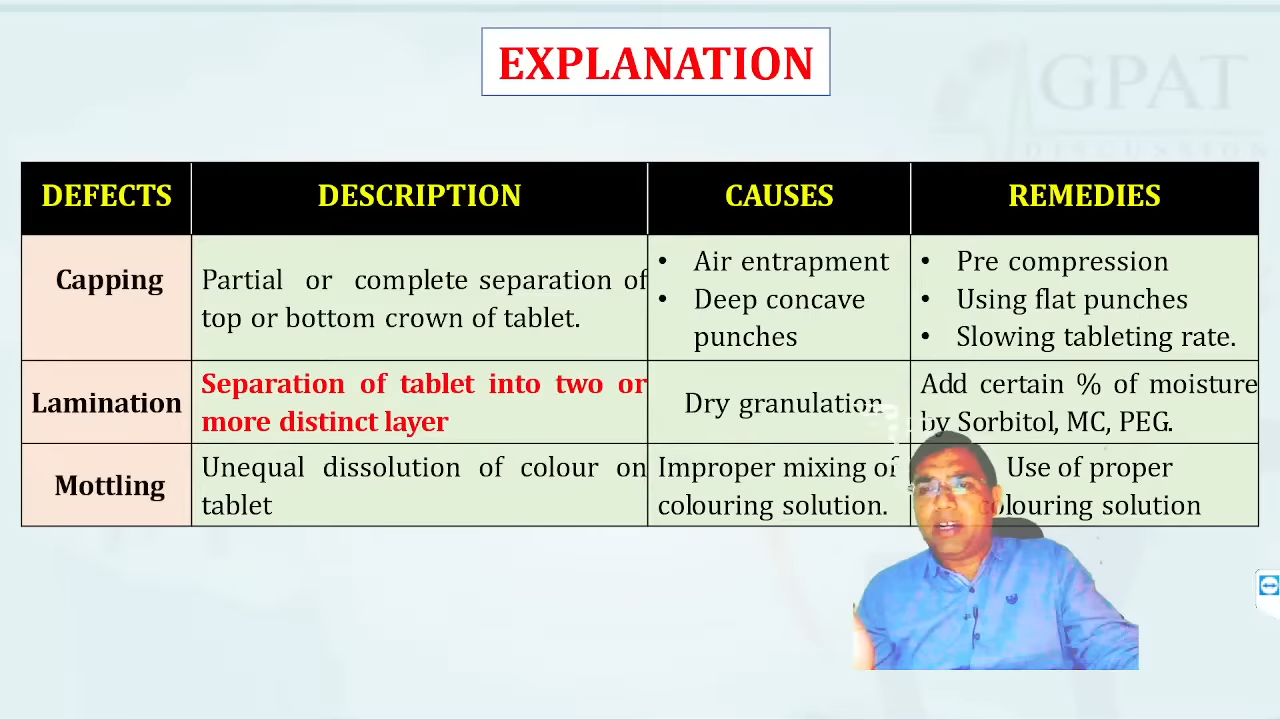 EXPLANATION
GPAT
DISCUSSION
DEFECTS DESCRIPTION CAUSES REMEDIES
Capping
Partial or complete separation of
top or bottom crown of tablet.
• Air entrapment
• Deep concave
punches
• Pre compression
• Using flat punches
• Slowing tableting rate.
Lamination
Separation of tablet into two or
more distinct layer
Dry granulation
Add certain % of moisture
by Sorbitol, MC, PEG.
Mottling
Unequal dissolution of colour on
tablet
Improper mixing of
colouring solution.
Use of proper
colouring solution